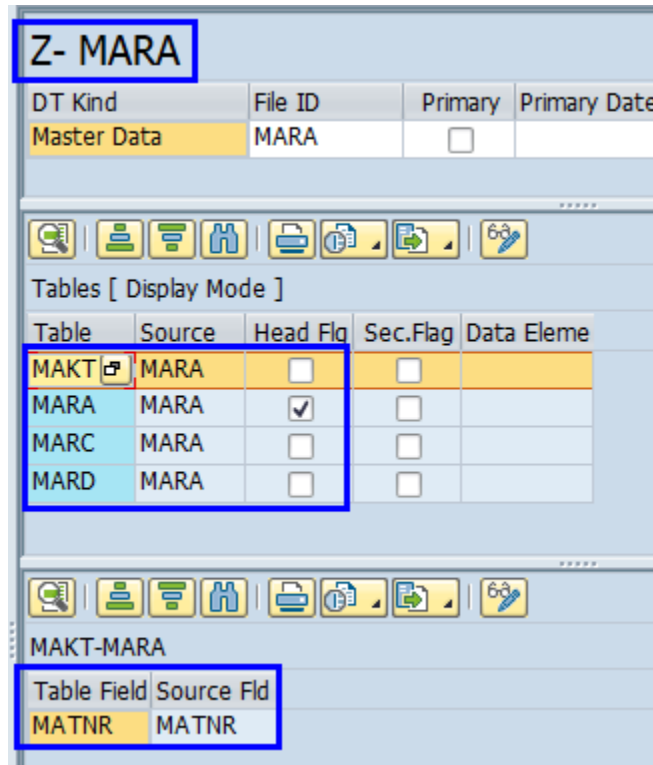 Z- MARA
DT Kind File ID Primary Primary Date
Master Data MARA
Tables [ Display Mode ]
Table Source Head Flg Sec.Flag Data Eleme
MAKT MARA
MARA MARA
MARC MARA
MARD MARA
MAKT-MARA
Table Field Source Fld
MATNR MATNR